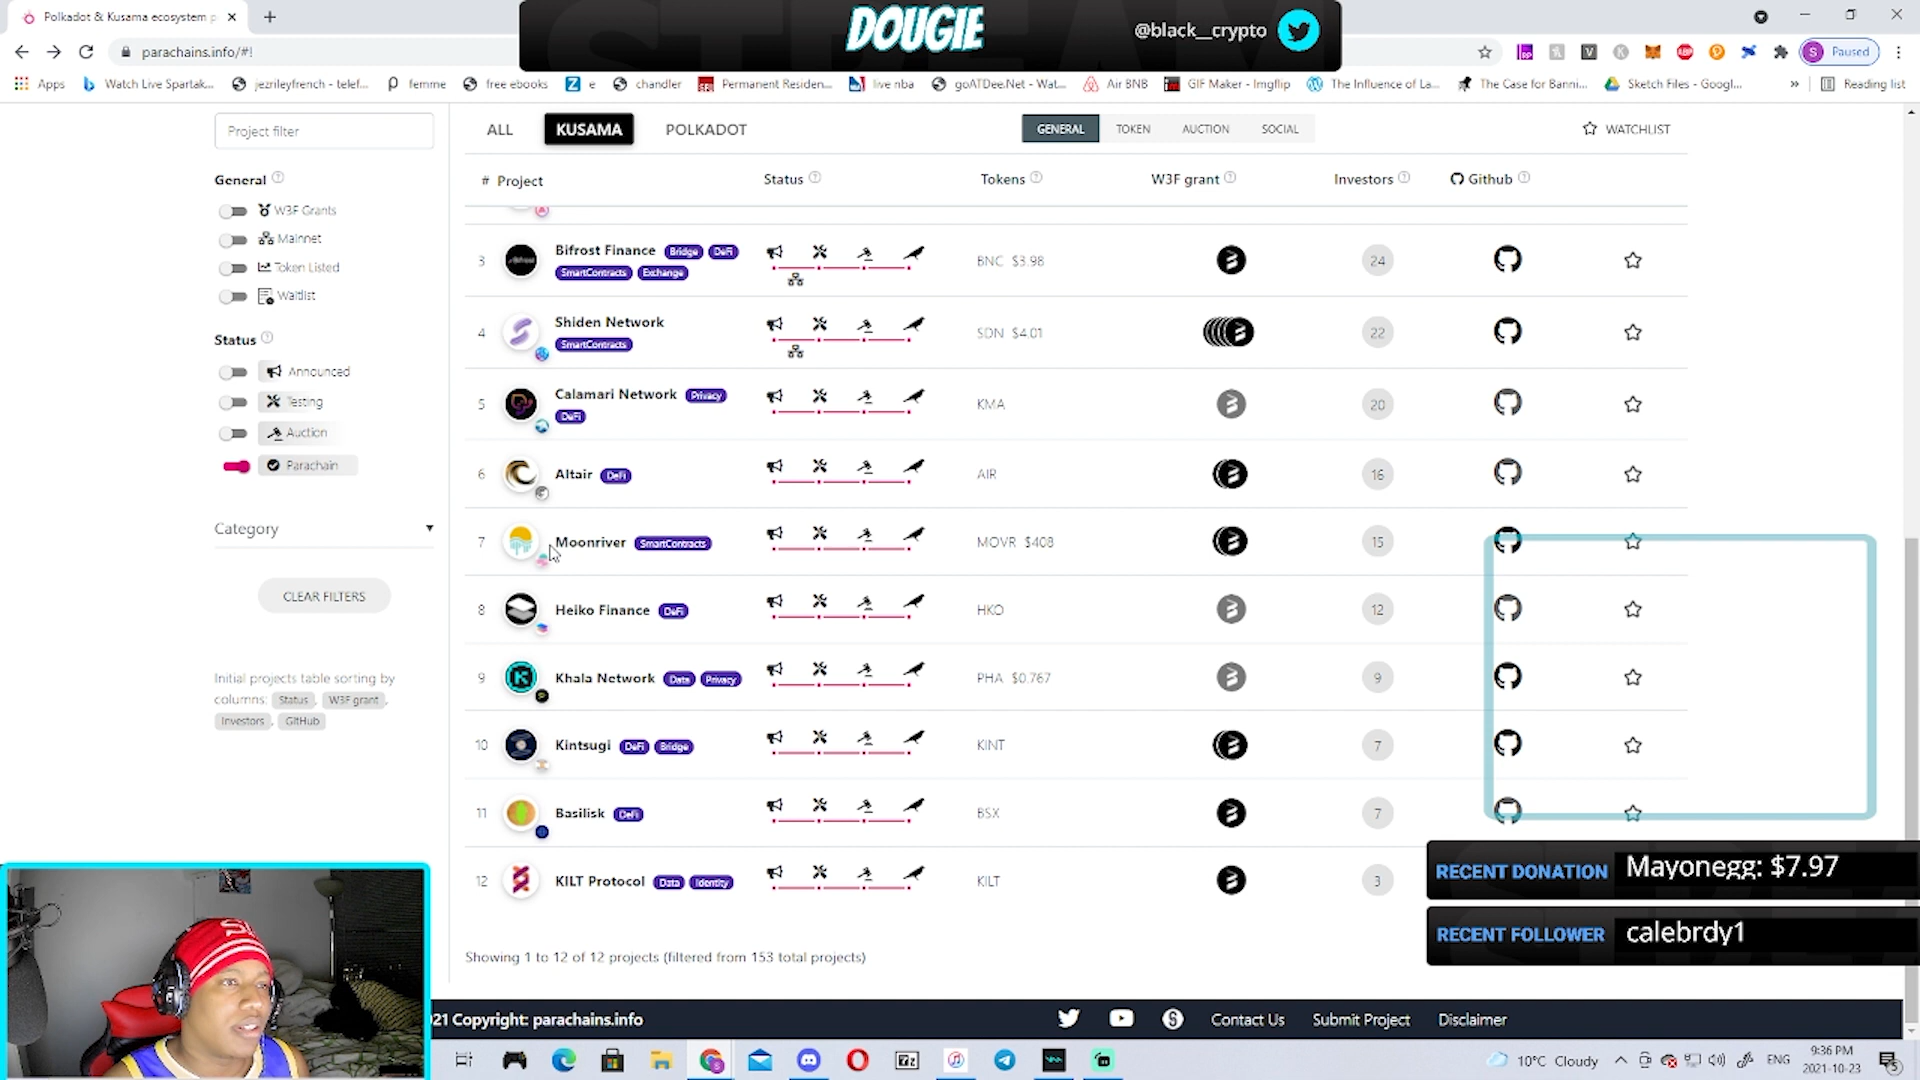 Polkadot & Kusama ecosystem p
DOUGIE
@black__crypto
parachains.info/#!
S Paused
Apps Watch Live Spartak... jezrileyfrench - telef... femme free ebooks e chandler Permanent Residen... live nba goATDee.Net - Wat... Air BNB GIF Maker - Imgflip The Influence of La... The Case for Banni... Sketch Files - Googl... » Reading list
Project filter
ALL KUSAMA POLKADOT GENERAL TOKEN AUCTION SOCIAL WATCHLIST
General
# Project Status Tokens W3F grant Investors Github
W3F Grants
Mainnet
Token Listed
Waitlist
Status
Announced
Testing
Auction
Parachain
Category
CLEAR FILTERS
Initial projects table sorting by
columns: Status, W3F grant,
Investors, GitHub
3 Bifrost Finance Bridge DeFi BNC $3.98 24
SmartContracts Exchange
4 Shiden Network SDN $4.01 22
SmartContracts
5 Calamari Network Privacy KMA 20
DeFi
6 Altair DeFi AIR 16
7 Moonriver SmartContracts MOVR $408 15
8 Heiko Finance DeFi HKO 12
9 Khala Network Data Privacy PHA $0.767 9
10 Kintsugi DeFi Bridge KINT 7
11 Basilisk DeFi BSX 7
12 KILT Protocol Data Identity KILT 3
Showing 1 to 12 of 12 projects (filtered from 153 total projects)
RECENT DONATION Mayonegg: $7.97
RECENT FOLLOWER calebrdy1
21 Copyright: parachains.info
Contact Us Submit Project Disclaimer
10°C Cloudy ENG 9:36 PM
2021-10-23